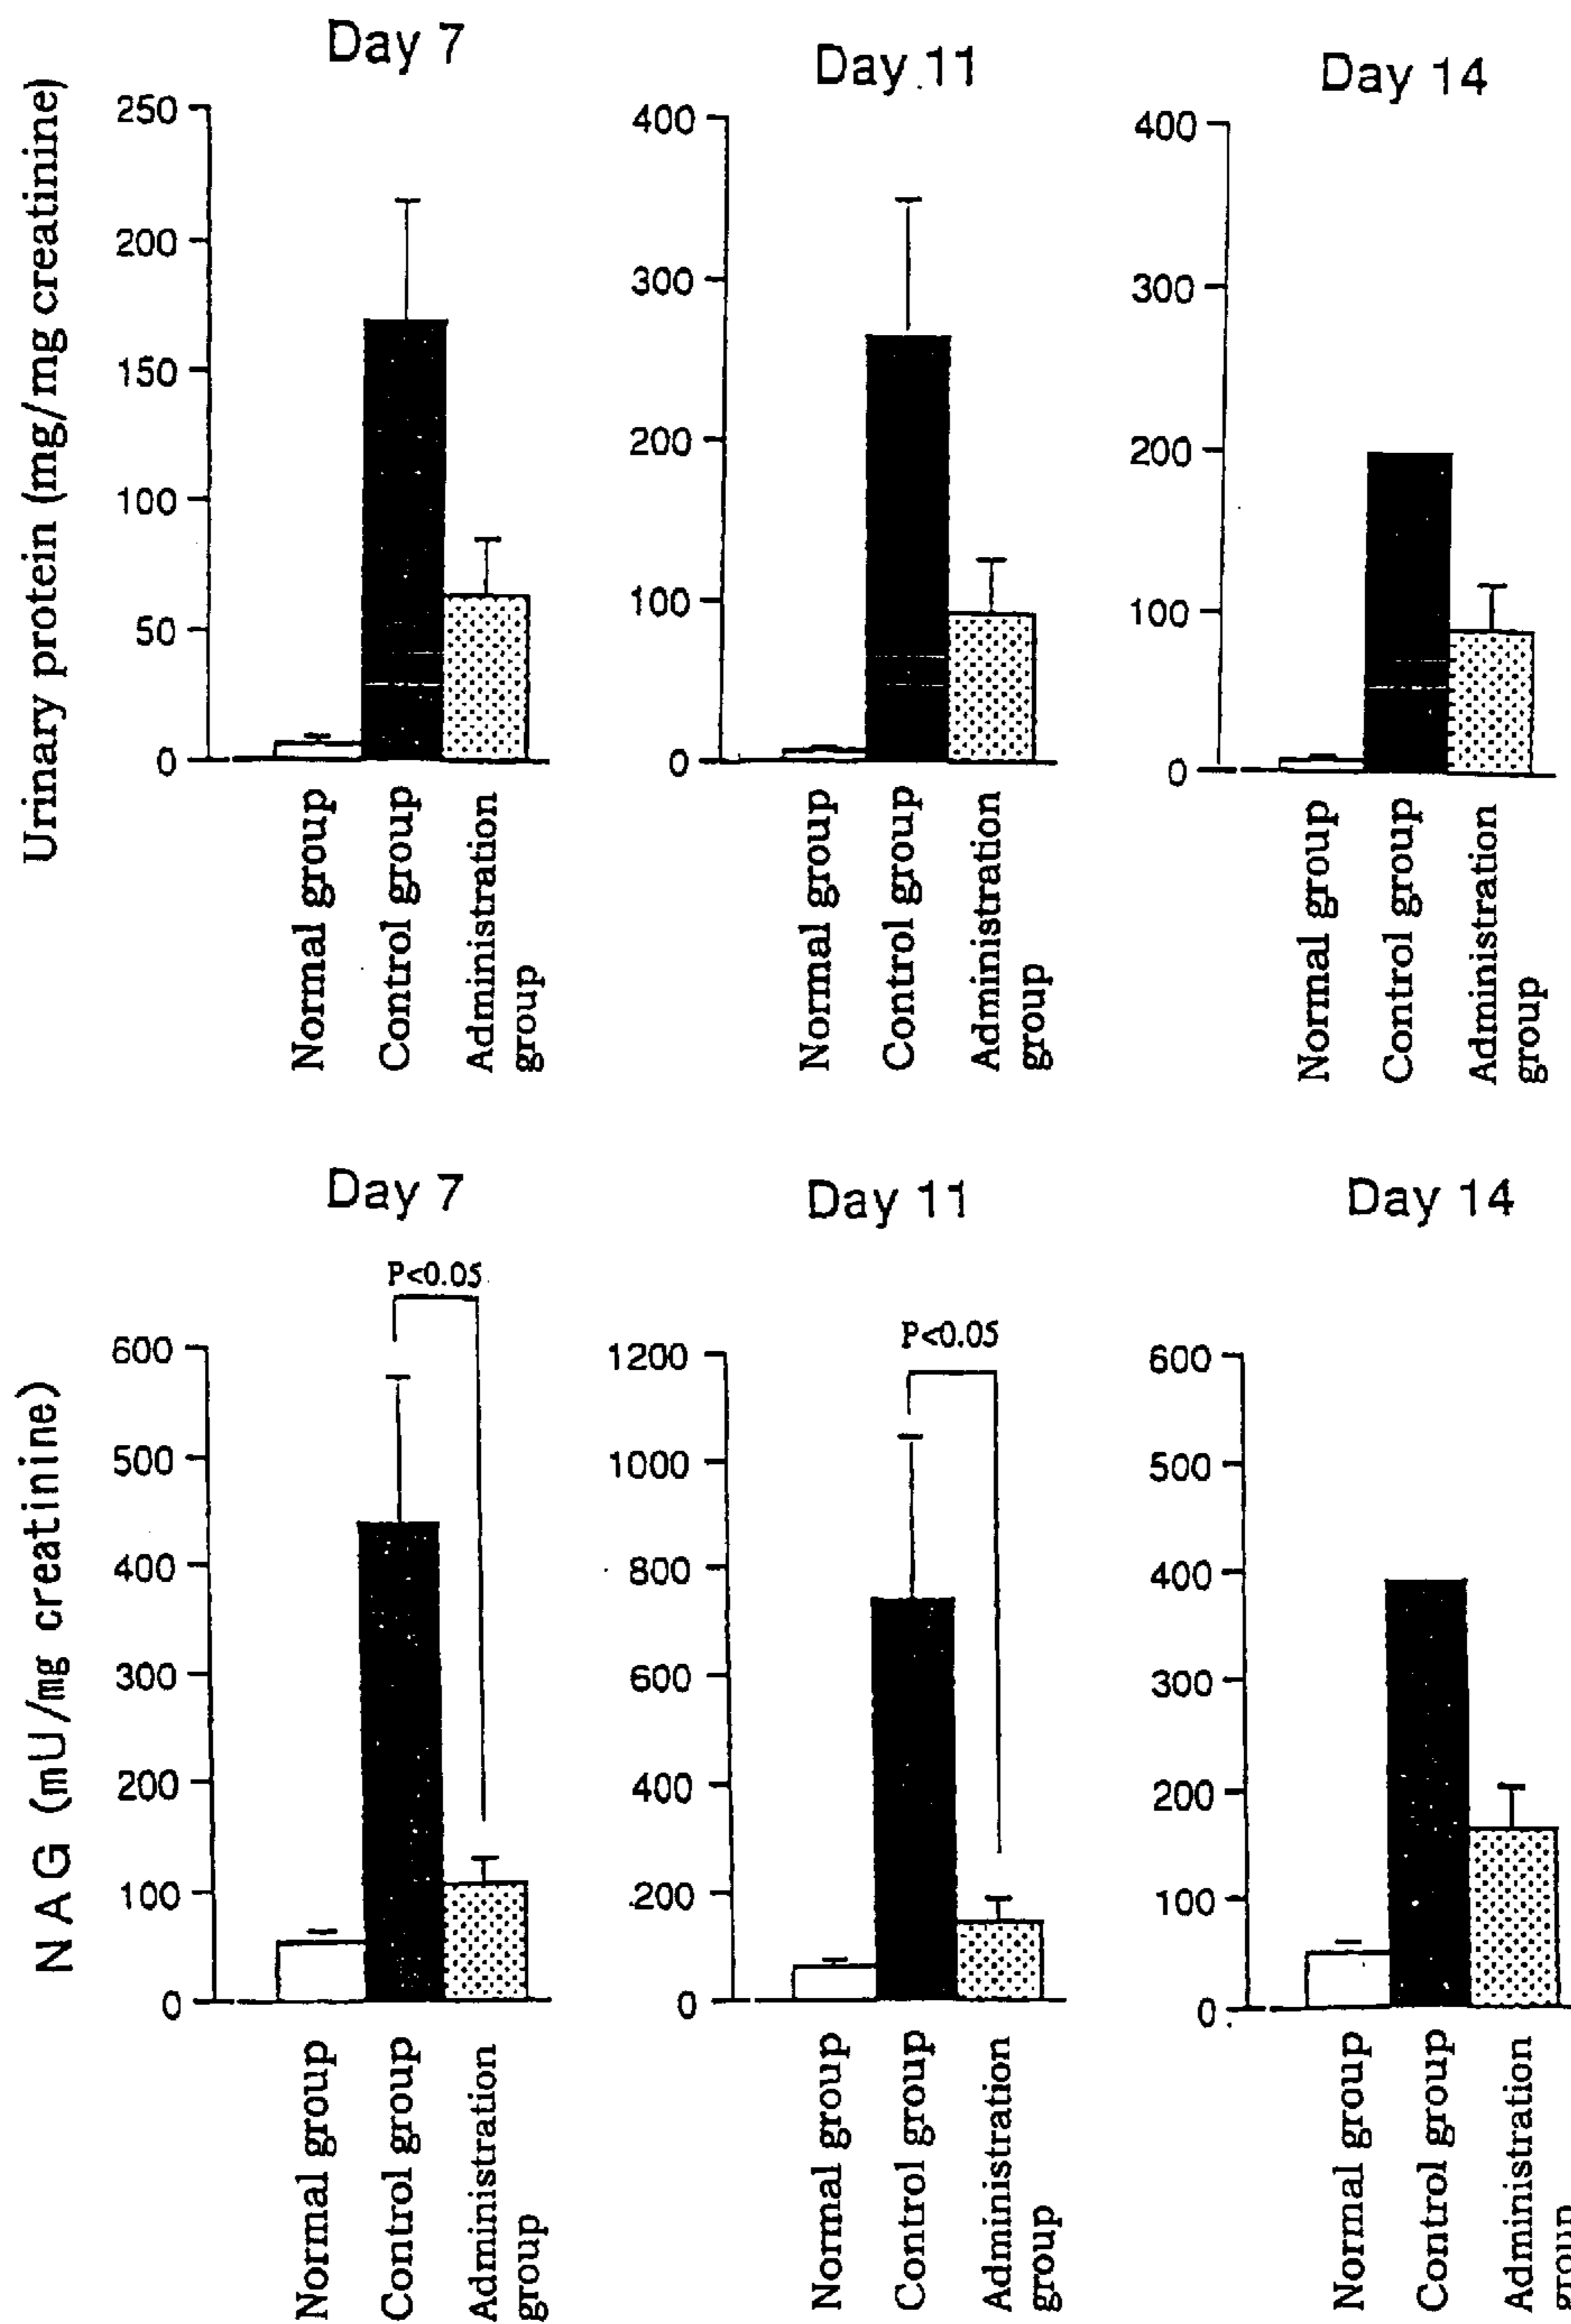 Day 7
Day 11
Day 14
Urinary protein (mg/mg creatinine)
250
200
150
100
50
0
400
300
200
100
0
400
300
200
100
0
Normal group
Control group
Administration
group
Normal group
Control group
Administration
group
Normal group
Control group
Administration
group
Day 7
Day 11
Day 14
NAG (mU/mg creatinine)
P<0.05
600
500
400
300
200
100
0
P<0.05
1200
1000
800
600
400
200
0
600
500
400
300
200
100
0
Normal group
Control group
Administration
group
Normal group
Control group
Administration
group
Normal group
Control group
Administration
group